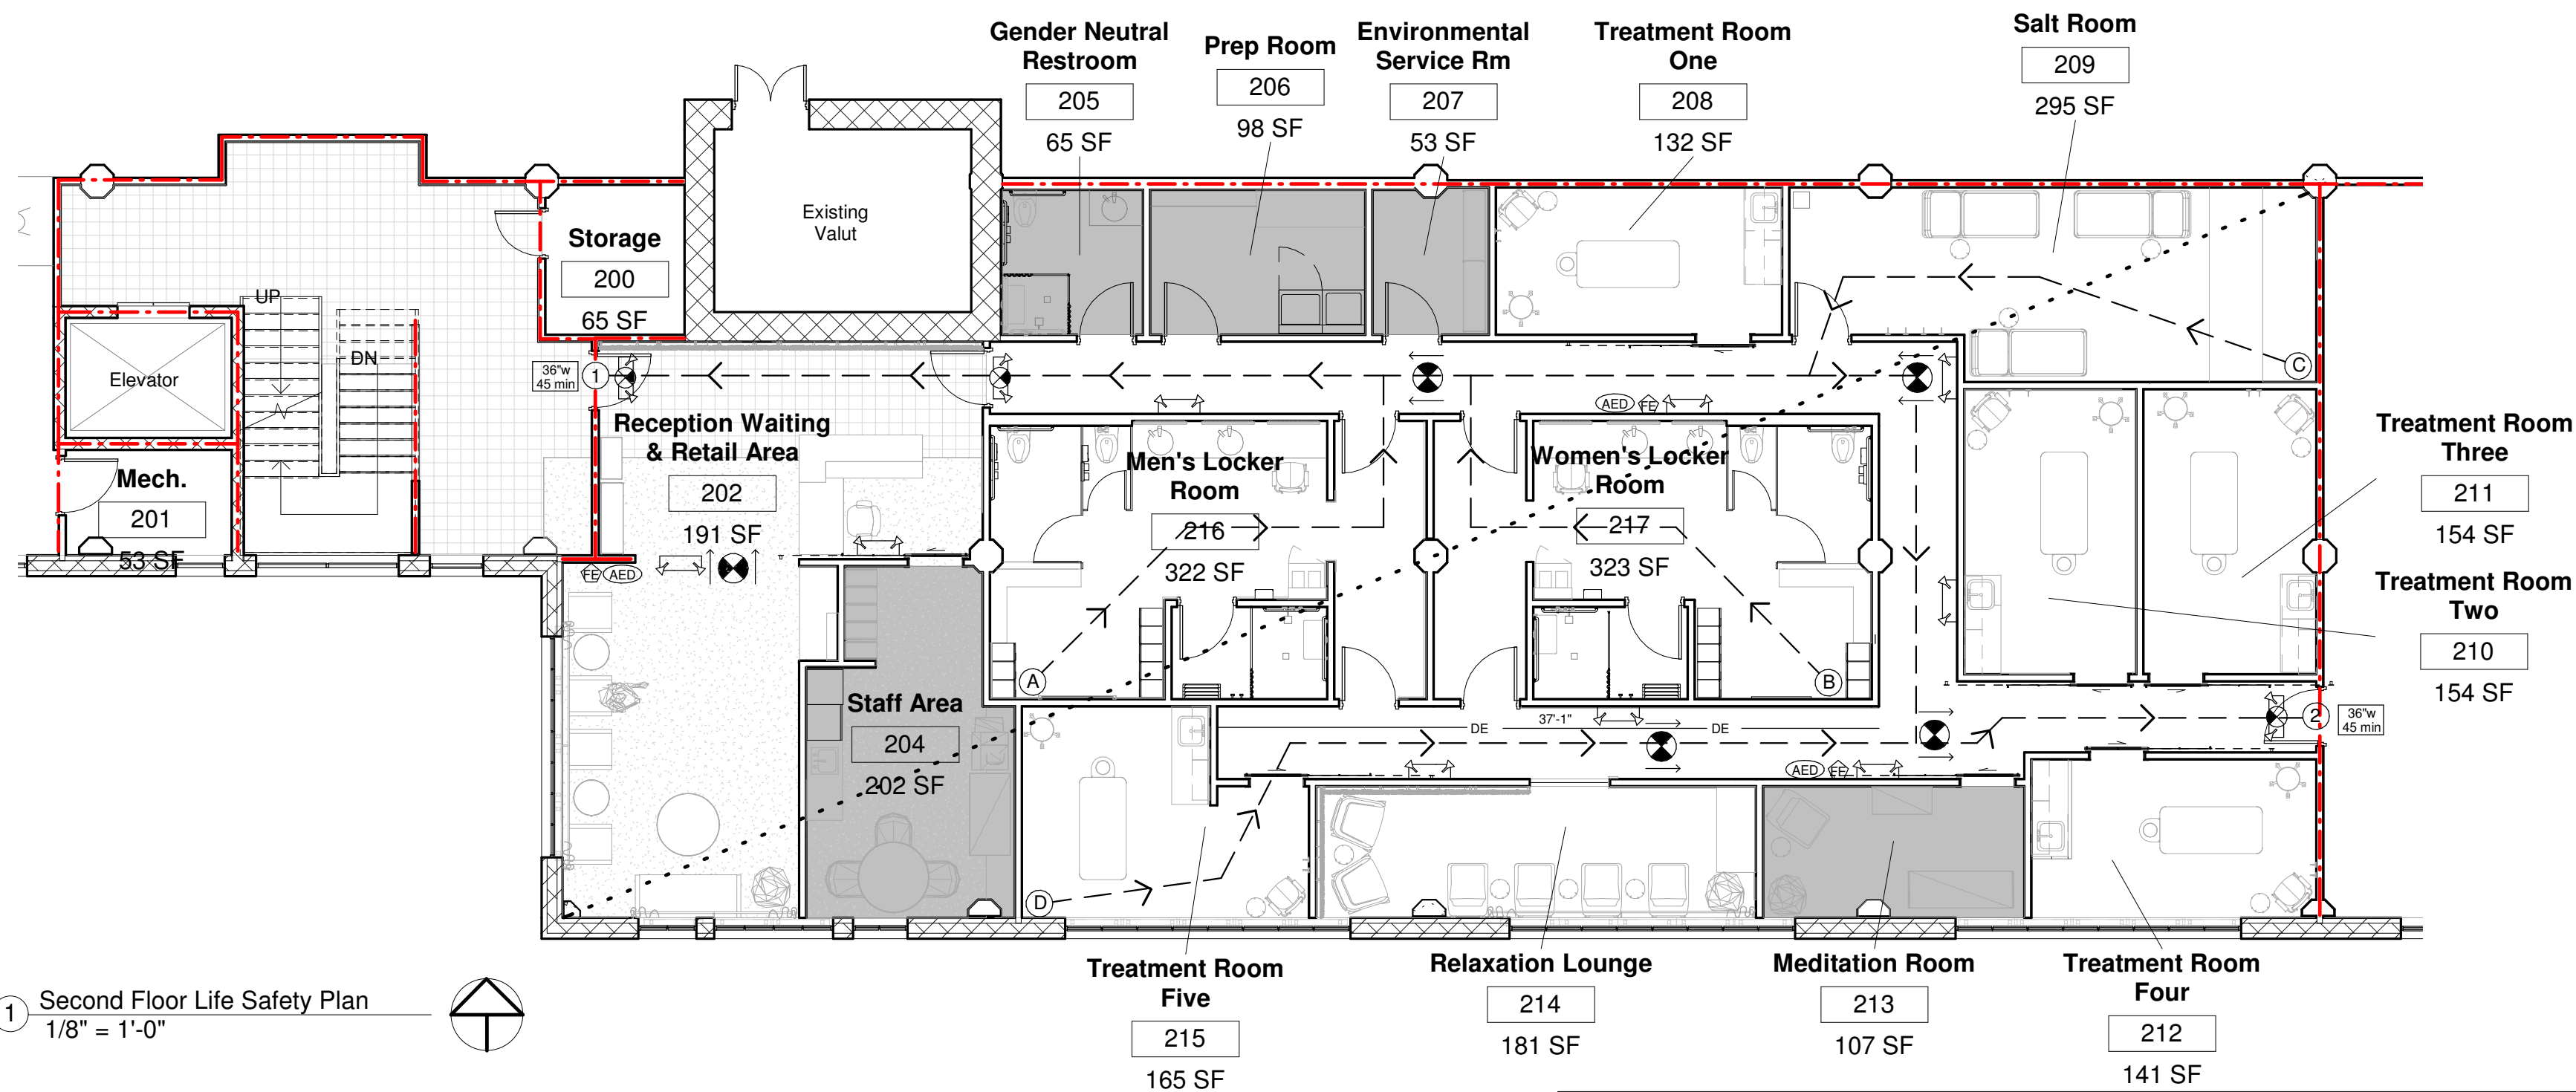 Gender Neutral
Restroom
205
65 SF
Prep Room
206
98 SF
Environmental
Service Rm
207
53 SF
Treatment Room
One
208
132 SF
Salt Room
209
295 SF
Existing
Valut
Storage
200
65 SF
UP
DN
Elevator
36"w
45 min
1
Mech.
201
53 SF
Reception Waiting
& Retail Area
202
191 SF
FE
AED
AED
FE
C
Men's Locker
Room
216
322 SF
A
Women's Locker
Room
217
323 SF
B
Treatment Room
Three
211
154 SF
Treatment Room
Two
210
154 SF
Staff Area
204
202 SF
DE
37'-1"
DE
2
36"w
45 min
AED
FE
D
Treatment Room
Five
215
165 SF
Relaxation Lounge
214
181 SF
Meditation Room
213
107 SF
Treatment Room
Four
212
141 SF
1
Second Floor Life Safety Plan
1/8" = 1'-0"